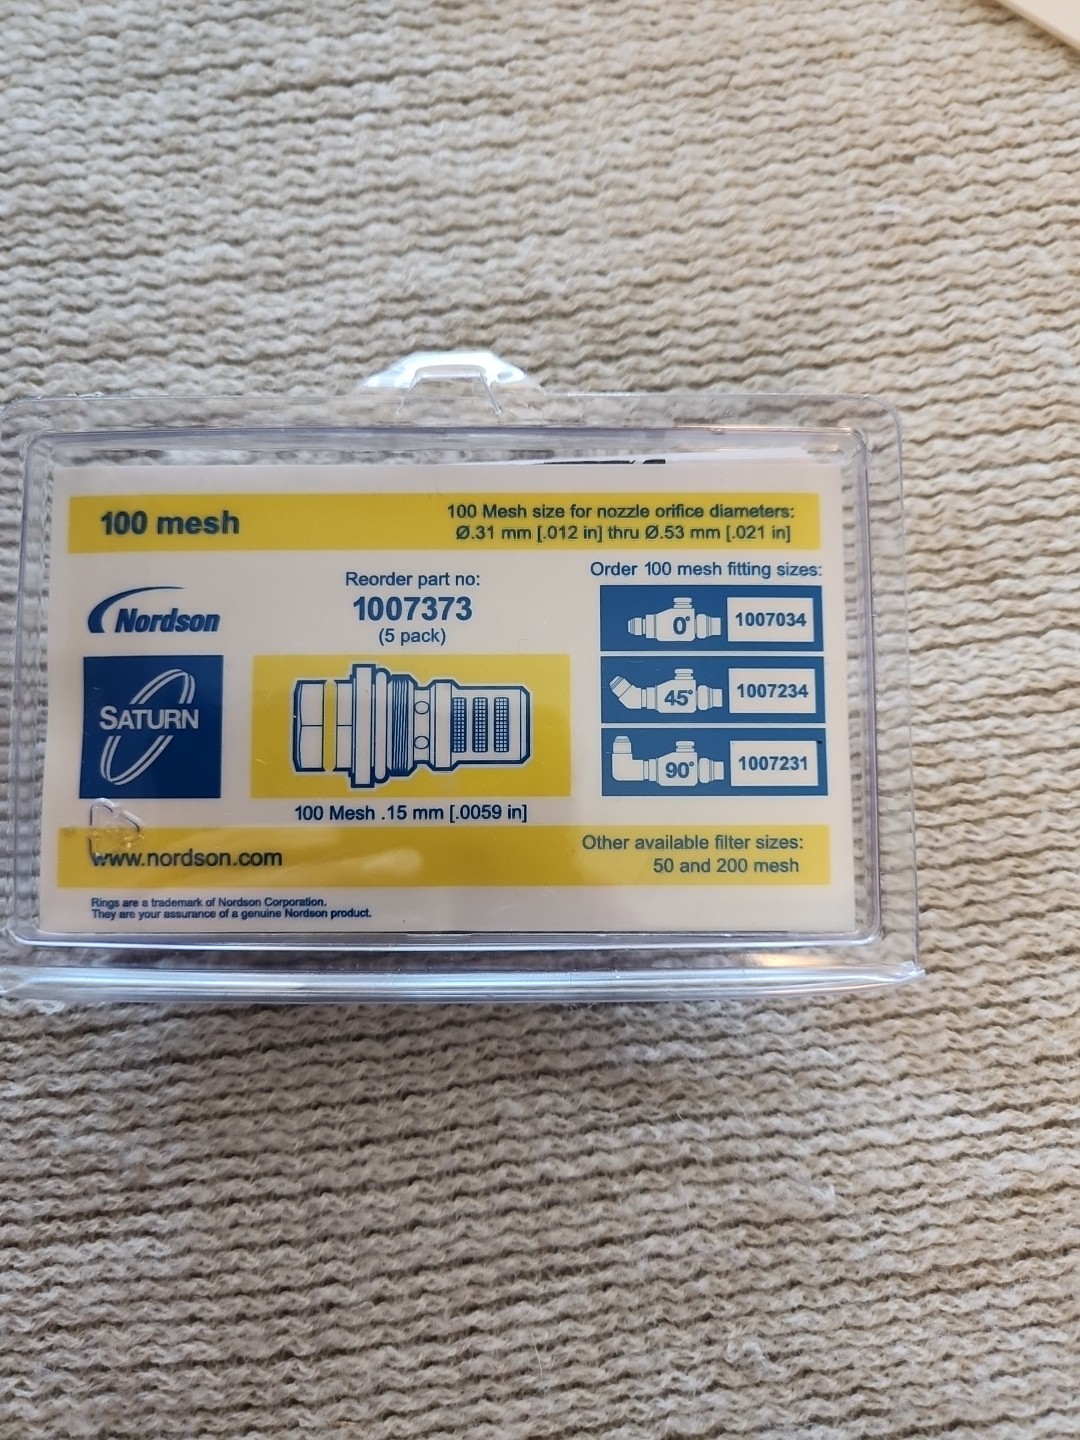 100 mesh
100 Mesh size for nozzle orifice diameters:
Ø.31 mm [.012 in] thru Ø.53 mm [.021 in]
Nordson
SATURN
Reorder part no:
1007373
(5 pack)
100 Mesh .15 mm [.0059 in]
Order 100 mesh fitting sizes:
0° 1007034
45° 1007234
90° 1007231
www.nordson.com
Other available filter sizes:
50 and 200 mesh
Rings are a trademark of Nordson Corporation.
They are your assurance of a genuine Nordson product.